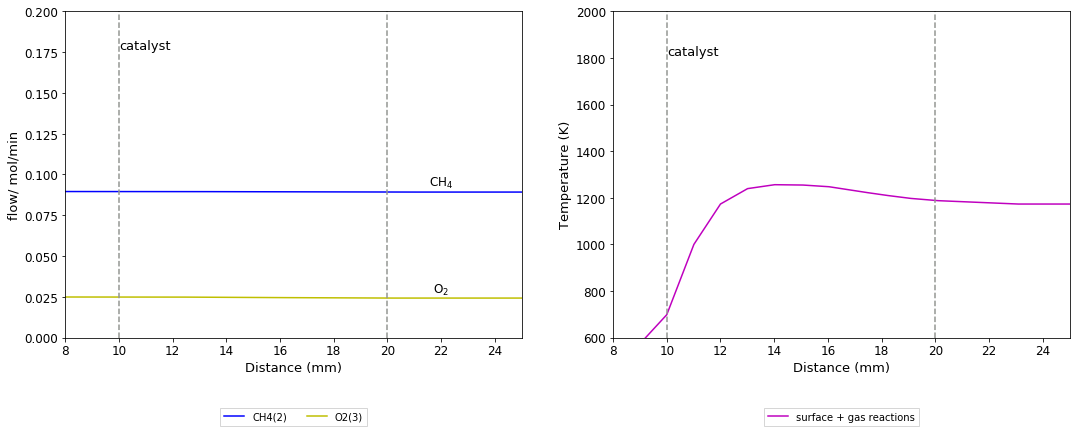 0.200
0.175
0.150
0.125
0.100
0.075
0.050
0.025
0.000
flow/ mol/min
catalyst
CH4
O2
8 10 12 14 16 18 20 22 24
Distance (mm)
CH4(2) O2(3)
2000
1800
1600
1400
1200
1000
800
600
Temperature (K)
catalyst
8 10 12 14 16 18 20 22 24
Distance (mm)
surface + gas reactions